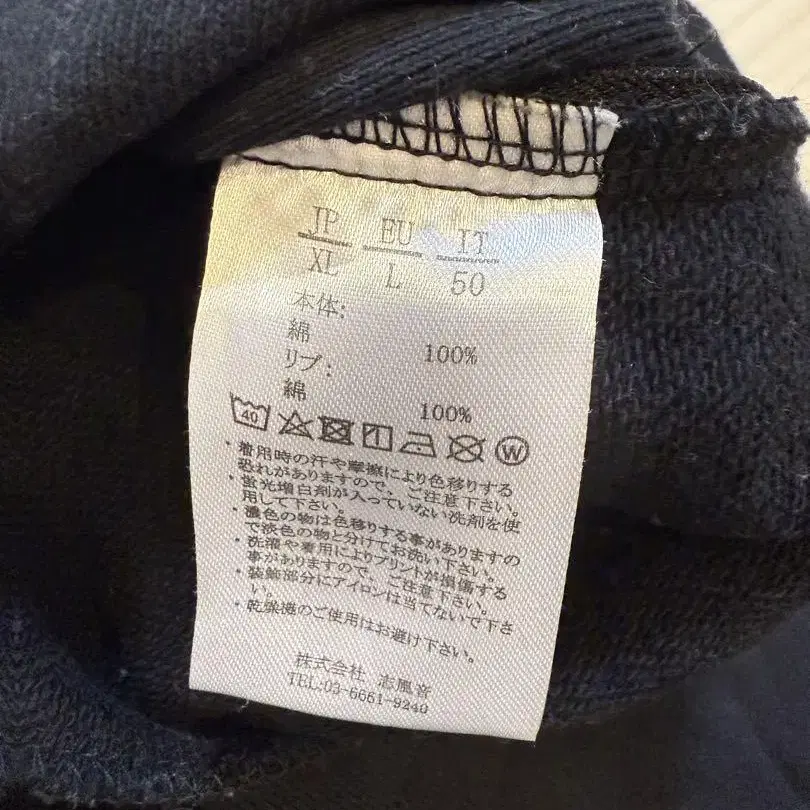 JP EU IT
XL L 50
本体:
綿 100%
リブ:
綿 100%
40 W
・着用時の汗や摩擦により色移りする
恐れがありますので、ご注意下さい。
・蛍光増白剤が入っていない洗剤を使
用して下さい。
・濃色の物は色移りする事がありますの
で淡色の物と分けてお洗い下さい。
・洗濯や着用によりプリントが損傷する
事がありますので、ご注意下さい。
・装飾部分にアイロンは当てないで下さ
い。
・乾燥機のご使用はお避け下さい。
株式会社 志風音
TEL:03-6661-9240